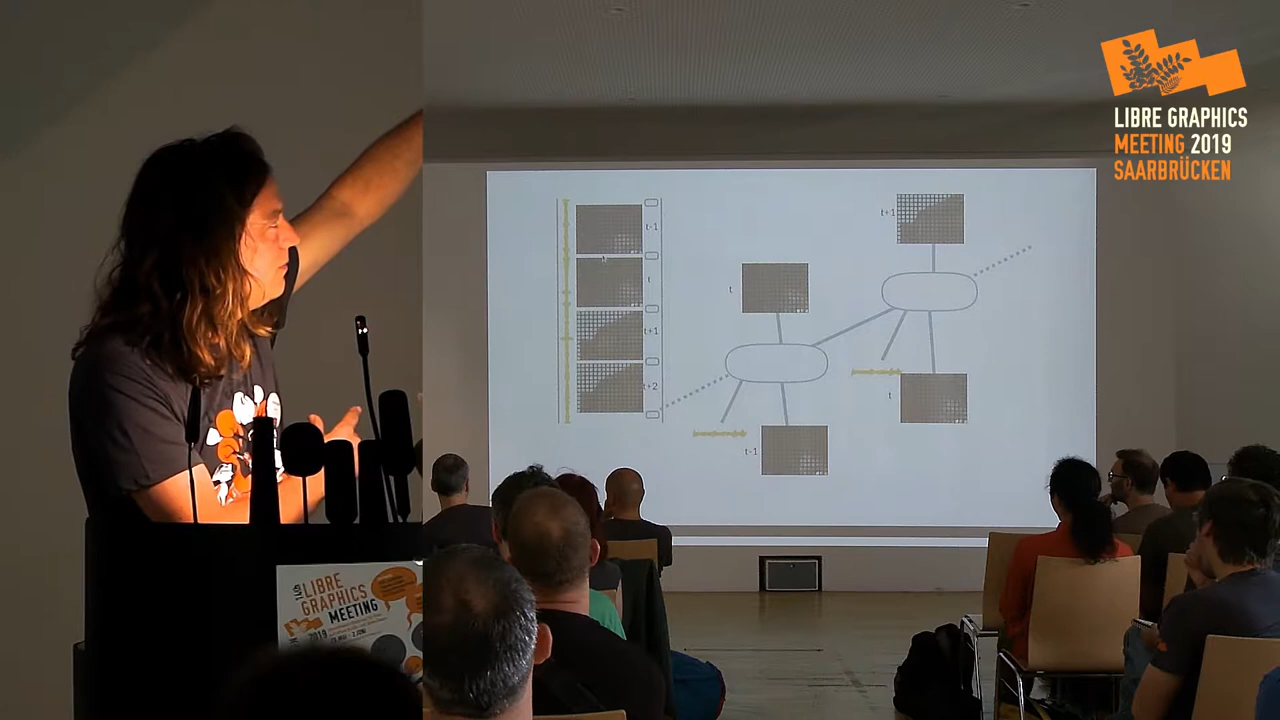 LIBRE GRAPHICS
MEETING 2019
SAARBRÜCKEN
t-1
t
t+1
t+2
t
t-1
t+1
t
LIBRE
GRAPHICS
MEETING
2019